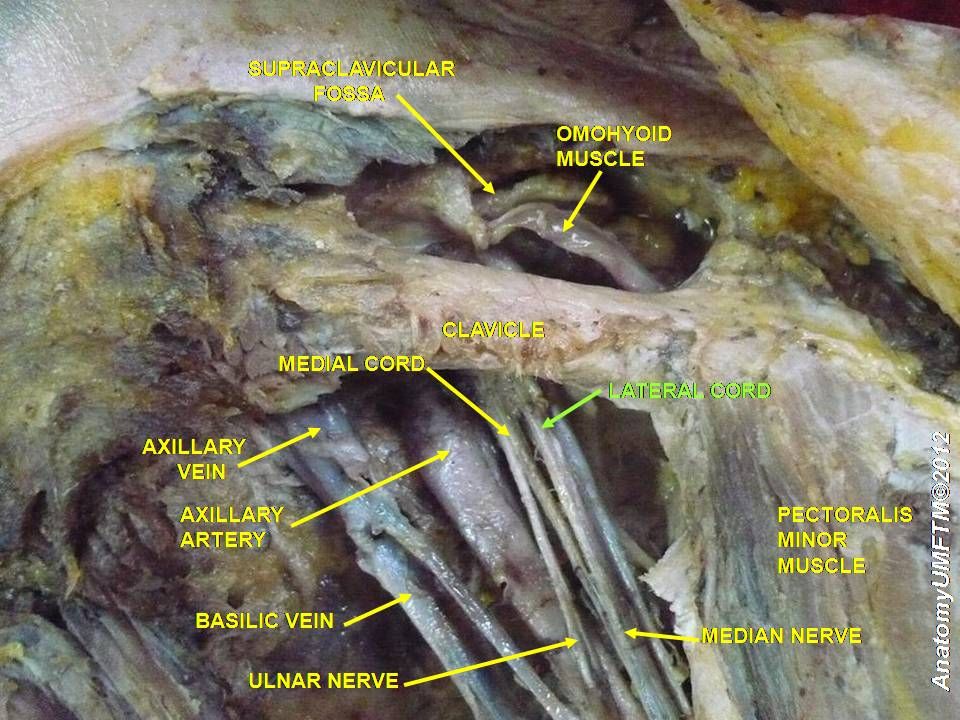 SUPRACLAVICULAR
FOSSA
OMOHYOID
MUSCLE
CLAVICLE
MEDIAL CORD
LATERAL CORD
AXILLARY
VEIN
AXILLARY
ARTERY
PECTORALIS
MINOR
MUSCLE
BASILIC VEIN
MEDIAN NERVE
ULNAR NERVE
AnatomyUMFTM©2012